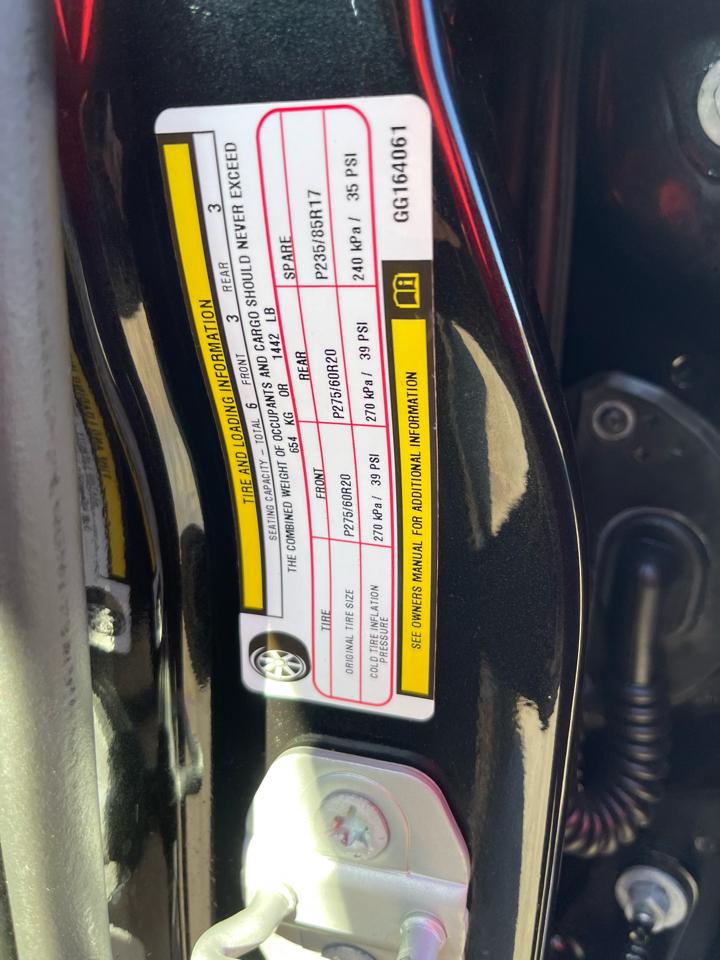 TIRE AND LOADING INFORMATION
SEATING CAPACITY - TOTAL 6 FRONT 3 REAR 3
THE COMBINED WEIGHT OF OCCUPANTS AND CARGO SHOULD NEVER EXCEED
654 KG OR 1442 LB
TIRE FRONT REAR SPARE
ORIGINAL TIRE SIZE P275/60R20 P275/60R20 P235/85R17
COLD TIRE INFLATION PRESSURE 270 kPa / 39 PSI 270 kPa / 39 PSI 240 kPa / 35 PSI
SEE OWNERS MANUAL FOR ADDITIONAL INFORMATION
GG164061